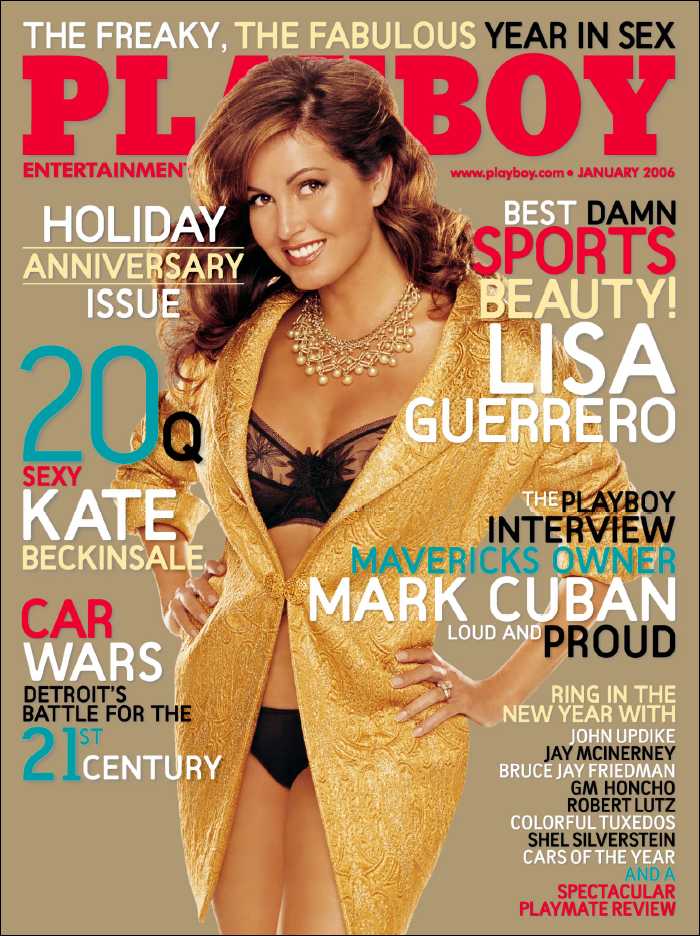 THE FREAKY, THE FABULOUS YEAR IN SEX
PLAYBOY
ENTERTAINMENT
www.playboy.com • JANUARY 2006
HOLIDAY
ANNIVERSARY
ISSUE
BEST DAMN
SPORTS
BEAUTY!
LISA
GUERRERO
20Q
SEXY
KATE
BECKINSALE
THE PLAYBOY
INTERVIEW
MAVERICKS OWNER
MARK CUBAN
LOUD AND PROUD
CAR
WARS
DETROIT'S
BATTLE FOR THE
21ST CENTURY
RING IN THE
NEW YEAR WITH
JOHN UPDIKE
JAY MCINERNEY
BRUCE JAY FRIEDMAN
GM HONCHO
ROBERT LUTZ
COLORFUL TUXEDOS
SHEL SILVERSTEIN
CARS OF THE YEAR
AND A
SPECTACULAR
PLAYMATE REVIEW